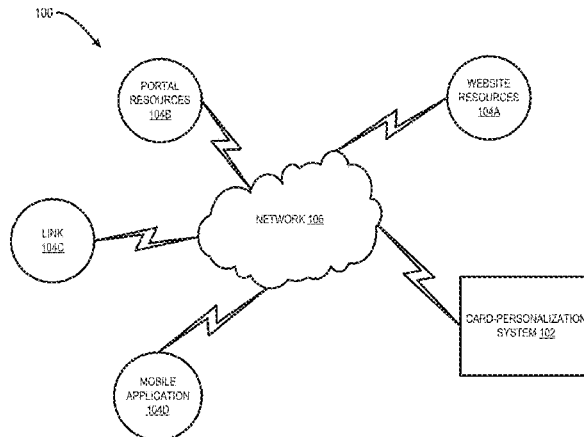 100
PORTAL
RESOURCES
104B
WEBSITE
RESOURCES
104A
NETWORK 106
LINK
104C
CARD-PERSONALIZATION
SYSTEM 102
MOBILE
APPLICATION
104D